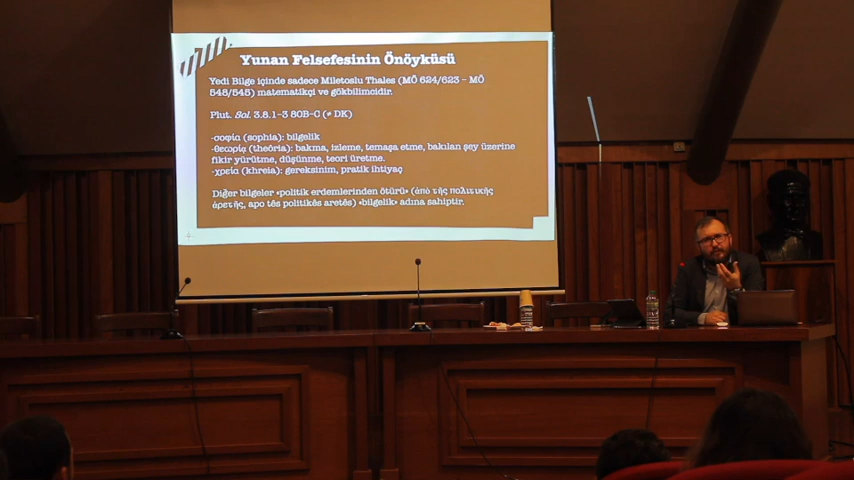 Yunan Felsefesinin Önöyküsü
Yedi Bilge içinde sadece Miletoslu Thales (MÖ 624/623 – MÖ
548/545) matematikçi ve gökbilimcidir.
Plut. Sol. 3.8.1–3 80B-C (≠ DK)
-σοφία (sophia): bilgelik
-θεωρία (theōria): bakma, izleme, temaşa etme, bakılan şey üzerine
fikir yürütme, düşünme, teori üretme.
-χρεία (khreia): gereksinim, pratik ihtiyaç
Diğer bilgeler «politik erdemlerinden ötürü» (ἀπὸ τῆς πολιτικῆς
ἀρετῆς, apo tēs politikēs aretēs) «bilgelik» adına sahiptir.